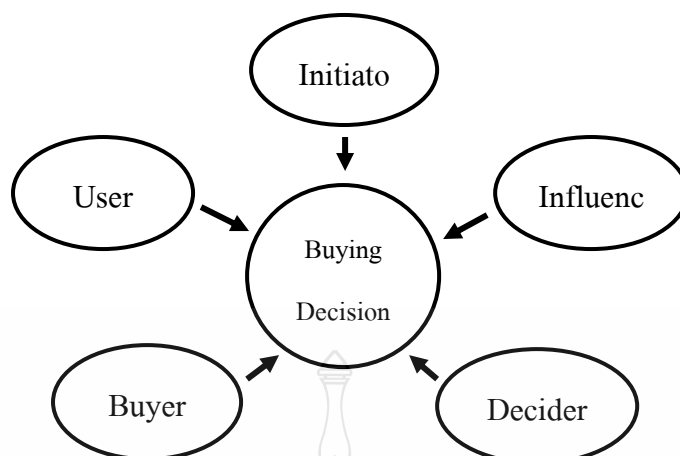 Initiato
User
Influenc
Buying
Decision
Buyer
Decider